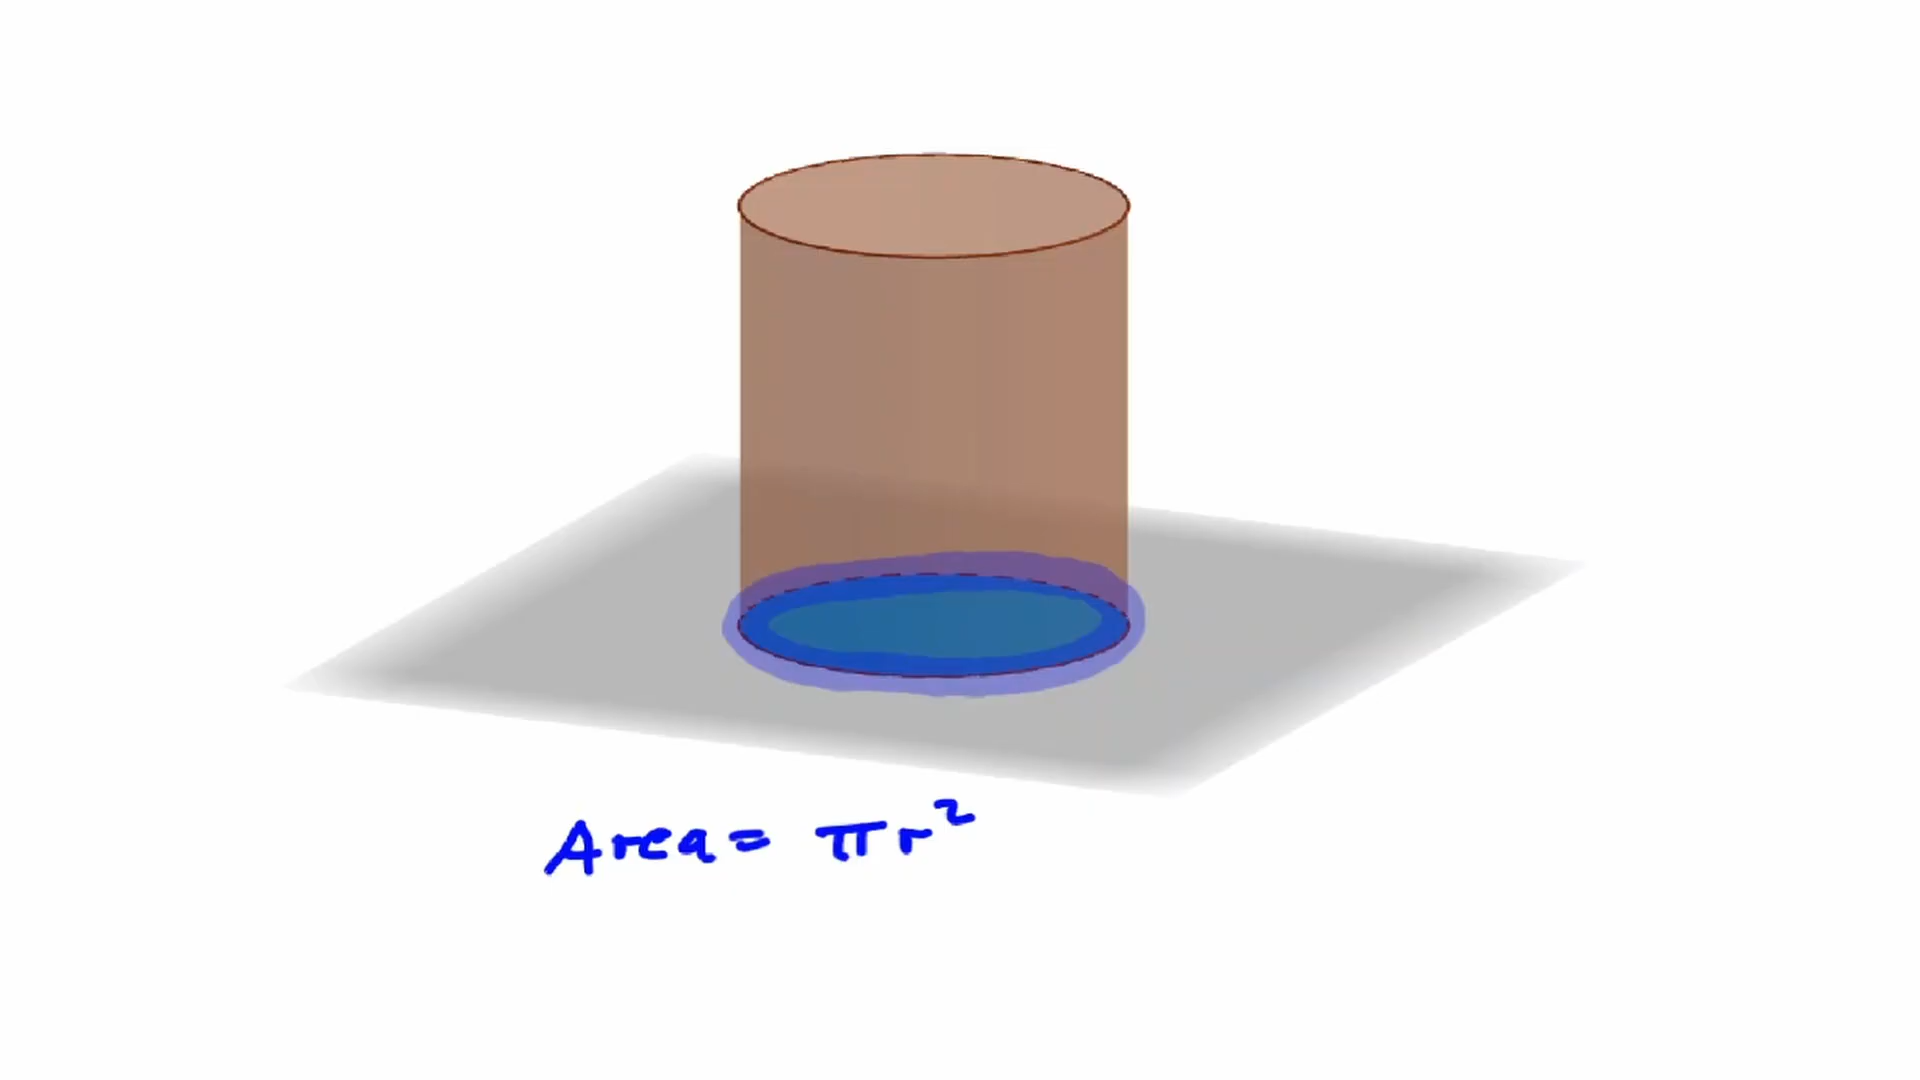 Area = πr²